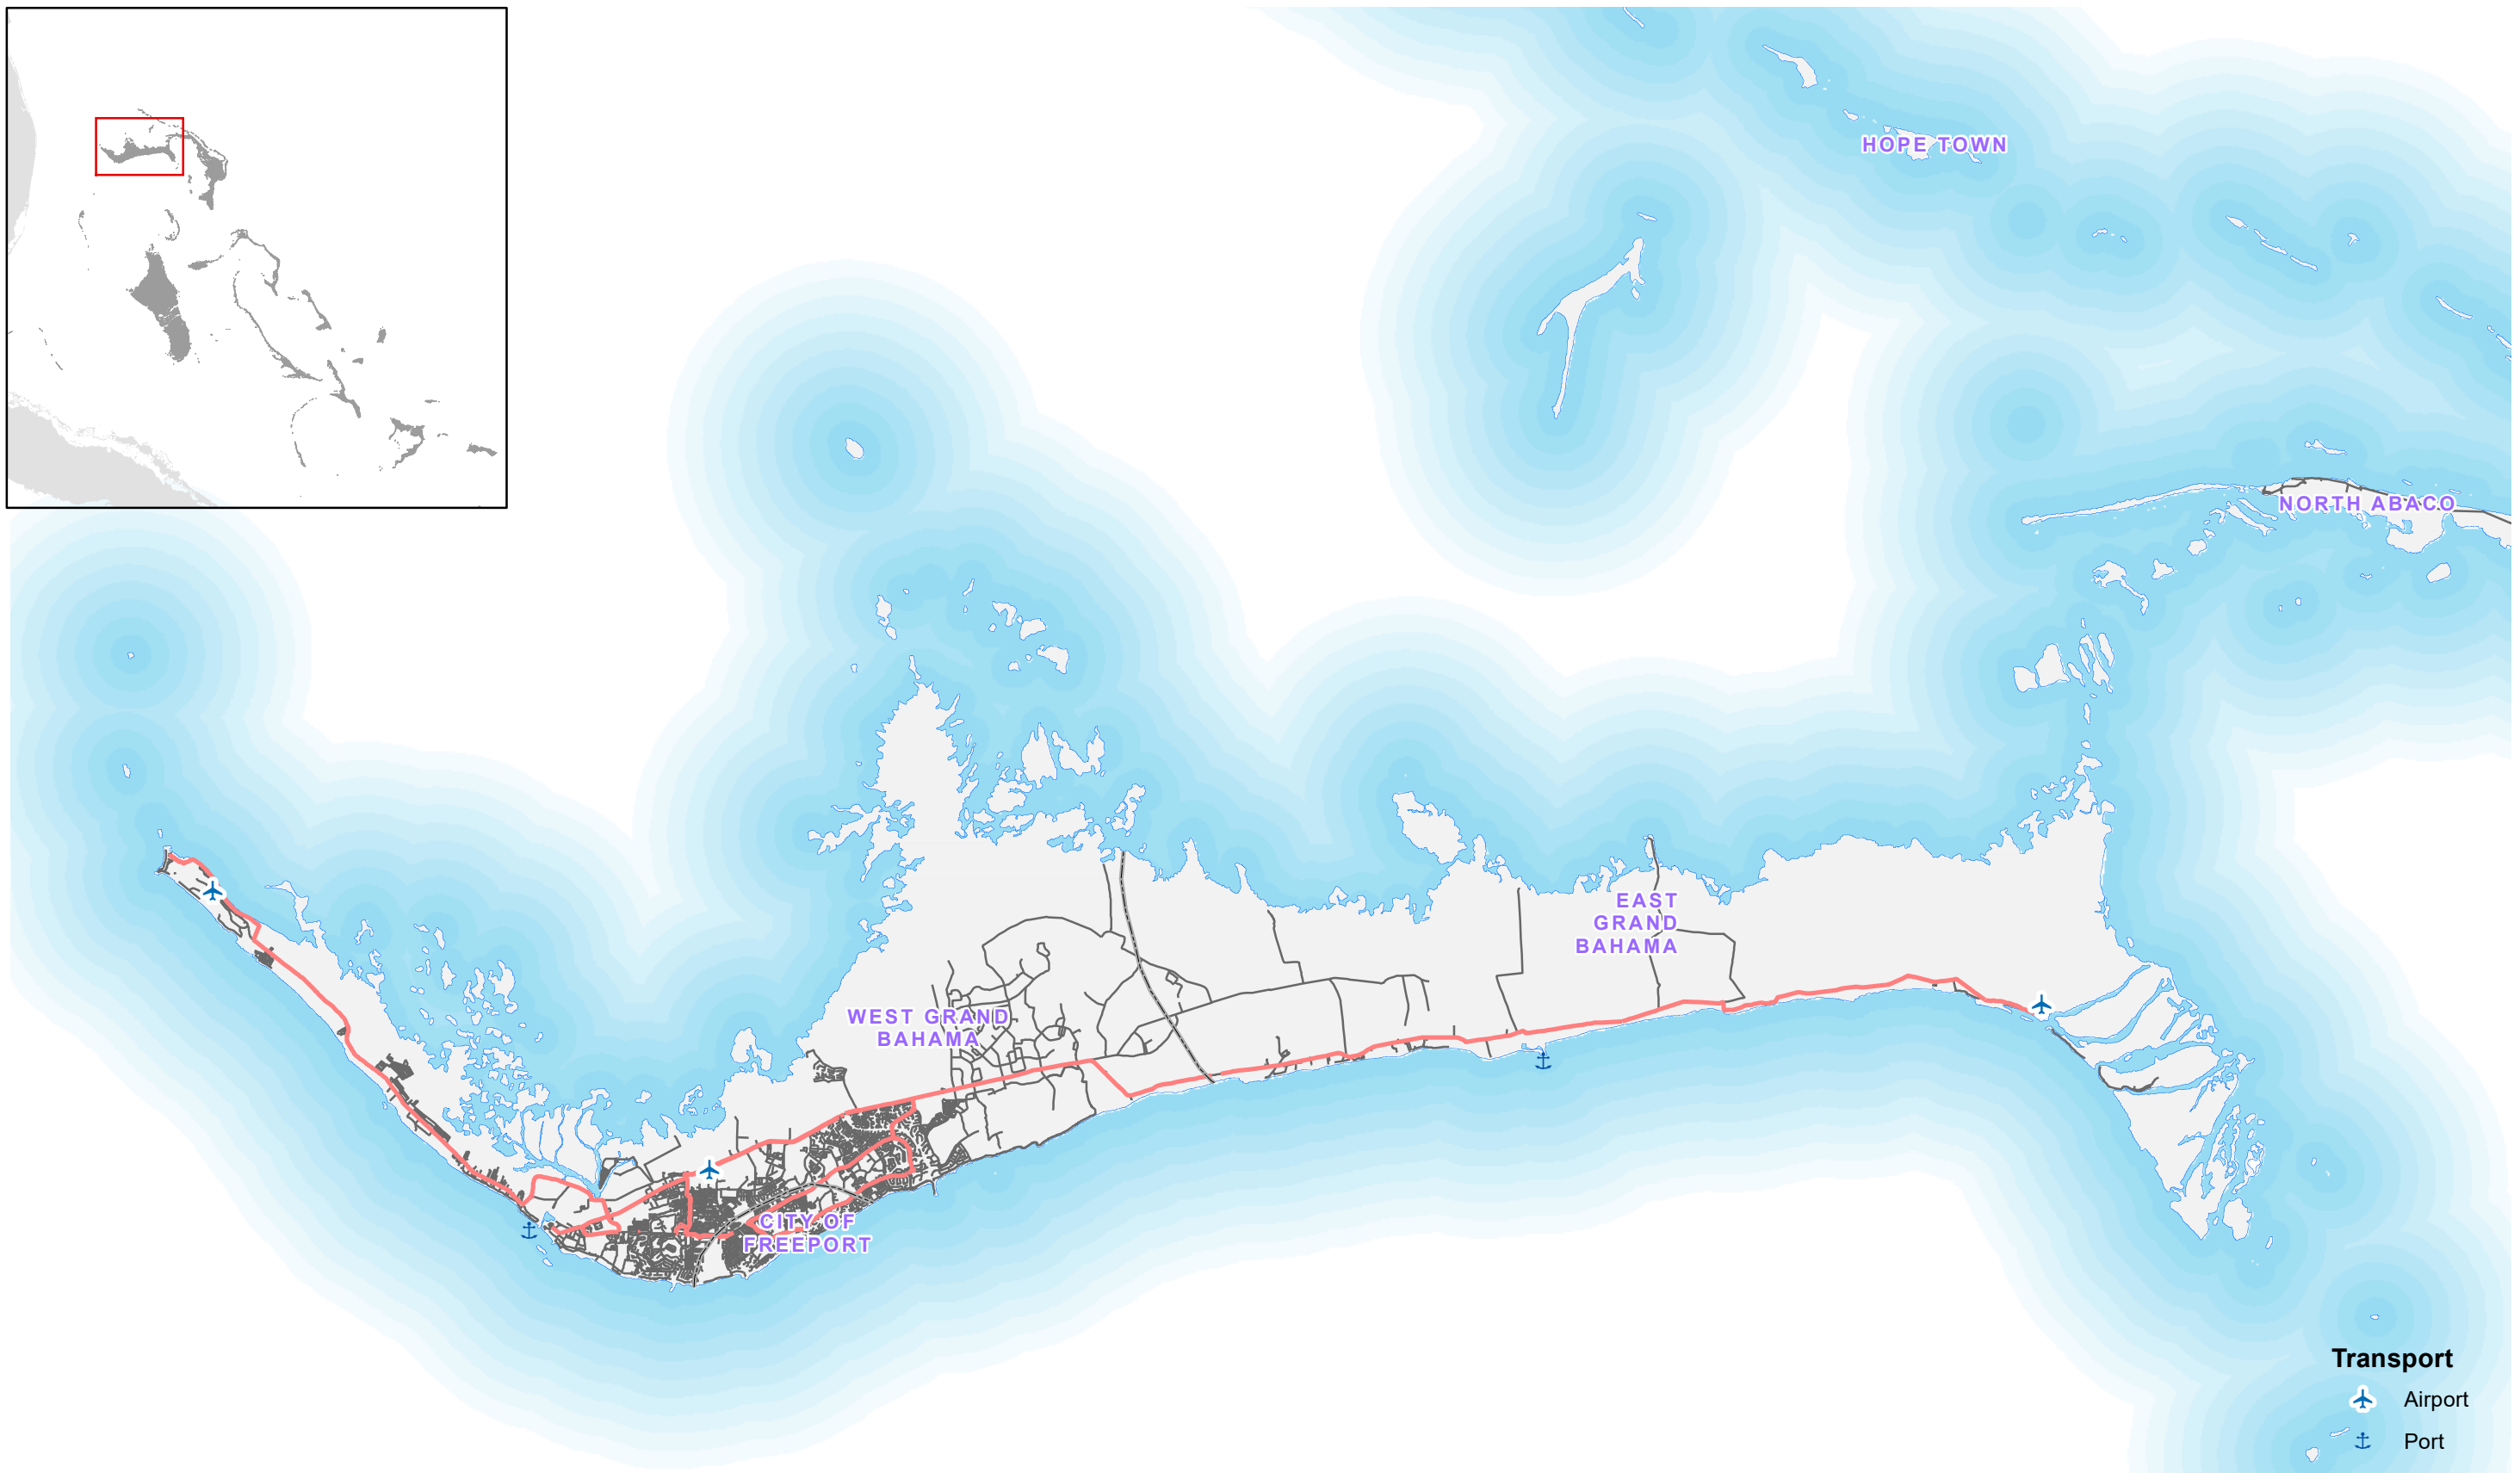 HOPE TOWN
NORTH ABACO
EAST
GRAND
BAHAMA
WEST GRAND
BAHAMA
CITY OF
FREEPORT
Transport
Airport
Port